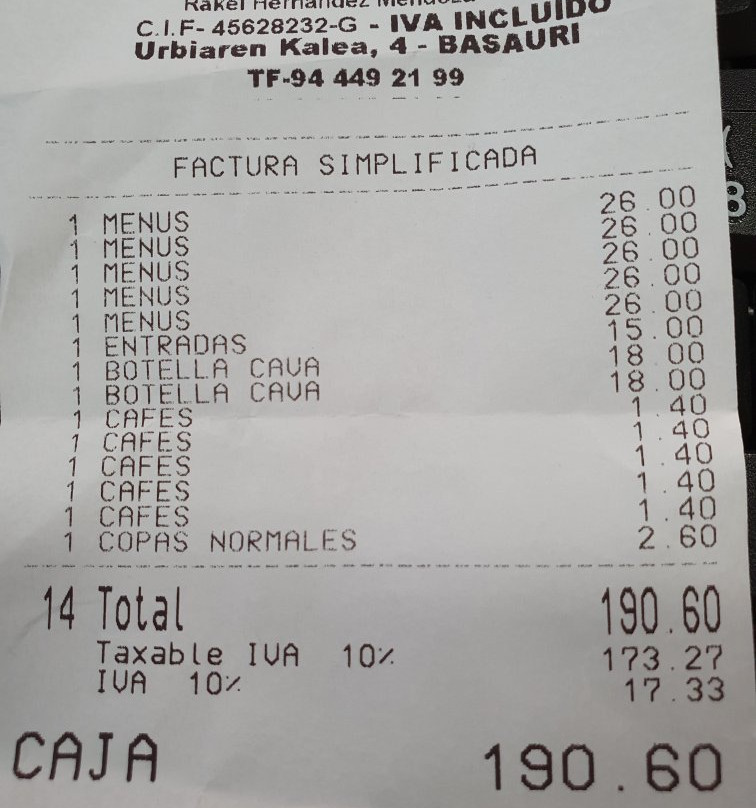 Rakel Hernandez Mendoza
C.I.F- 45628232-G - IVA INCLUIDO
Urbiaren Kalea, 4 - BASAURI
TF-94 449 21 99
FACTURA SIMPLIFICADA
1 MENUS 26.00
1 MENUS 26.00
1 MENUS 26.00
1 MENUS 26.00
1 MENUS 26.00
1 ENTRADAS 15.00
1 BOTELLA CAVA 18.00
1 BOTELLA CAVA 18.00
1 CAFES 1.40
1 CAFES 1.40
1 CAFES 1.40
1 CAFES 1.40
1 CAFES 1.40
1 COPAS NORMALES 2.60
14 Total 190.60
Taxable IVA 10% 173.27
IVA 10% 17.33
CAJA 190.60
( 8